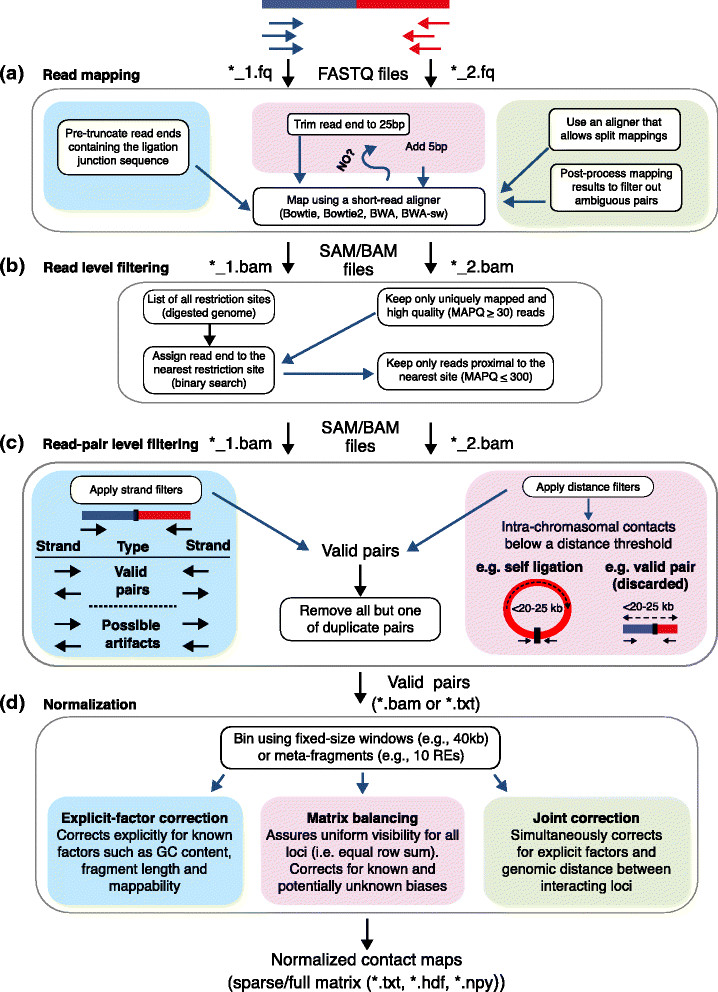 *_1.fq FASTQ files *_2.fq
(a) Read mapping
Pre-truncate read ends
containing the ligation
junction sequence
Trim read end to 25bp
NO?
Add 5bp
Map using a short-read aligner
(Bowtie, Bowtie2, BWA, BWA-sw)
Use an aligner that
allows split mappings
Post-process mapping
results to filter out
ambiguous pairs
(b) Read level filtering
*_1.bam SAM/BAM *_2.bam
files
List of all restriction sites
(digested genome)
Keep only uniquely mapped and
high quality (MAPQ ≥ 30) reads
Assign read end to the
nearest restriction site
(binary search)
Keep only reads proximal to the
nearest site (MAPQ ≤ 300)
(c) Read-pair level filtering
*_1.bam SAM/BAM *_2.bam
files
Apply strand filters
Strand Type Strand
Valid
pairs
Possible
artifacts
Valid pairs
Remove all but one
of duplicate pairs
Apply distance filters
Intra-chromasomal contacts
below a distance threshold
e.g. self ligation
<20-25 kb
e.g. valid pair
(discarded)
<20-25 kb
Valid pairs
(*.bam or *.txt)
(d) Normalization
Bin using fixed-size windows (e.g., 40kb)
or meta-fragments (e.g., 10 REs)
Explicit-factor correction
Corrects explicitly for known
factors such as GC content,
fragment length and
mappability
Matrix balancing
Assures uniform visibility for all
loci (i.e. equal row sum).
Corrects for known and
potentially unknown biases
Joint correction
Simultaneously corrects
for explicit factors and
genomic distance between
interacting loci
Normalized contact maps
(sparse/full matrix (*.txt, *.hdf, *.npy))